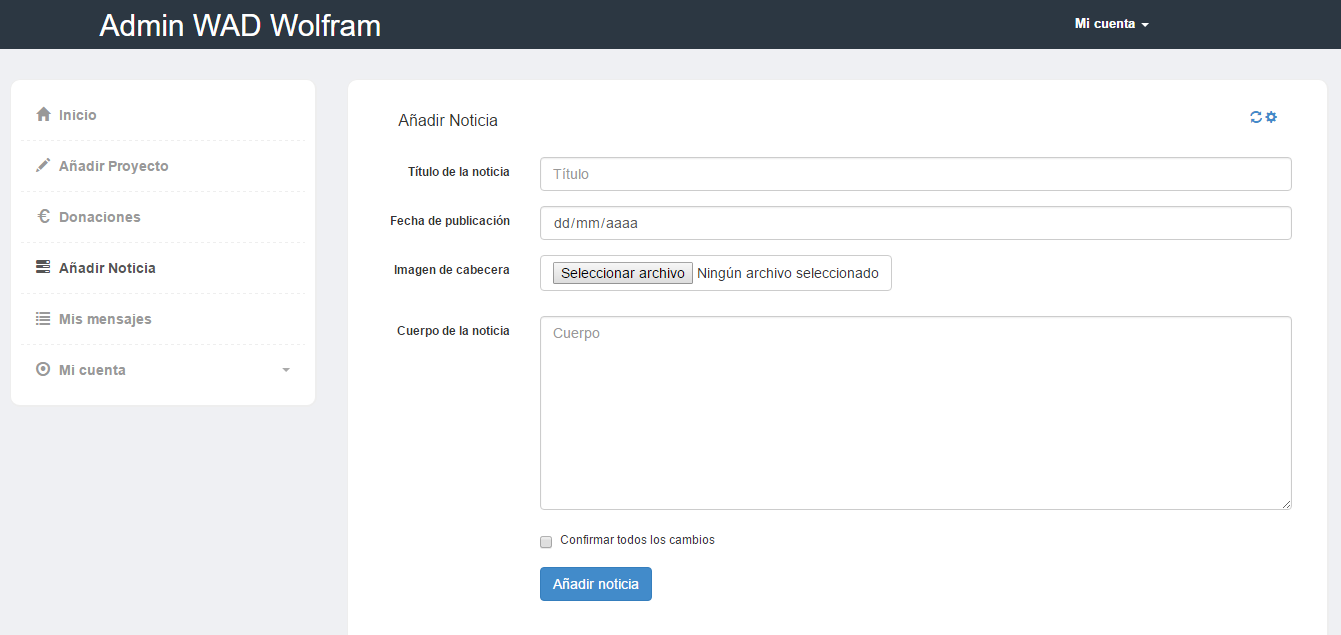 Admin WAD Wolfram
Mi cuenta
Inicio
Añadir Proyecto
Donaciones
Añadir Noticia
Mis mensajes
Mi cuenta
Añadir Noticia
Título de la noticia
Título
Fecha de publicación
dd/mm/aaaa
Imagen de cabecera
Seleccionar archivo Ningún archivo seleccionado
Cuerpo de la noticia
Cuerpo
Confirmar todos los cambios
Añadir noticia